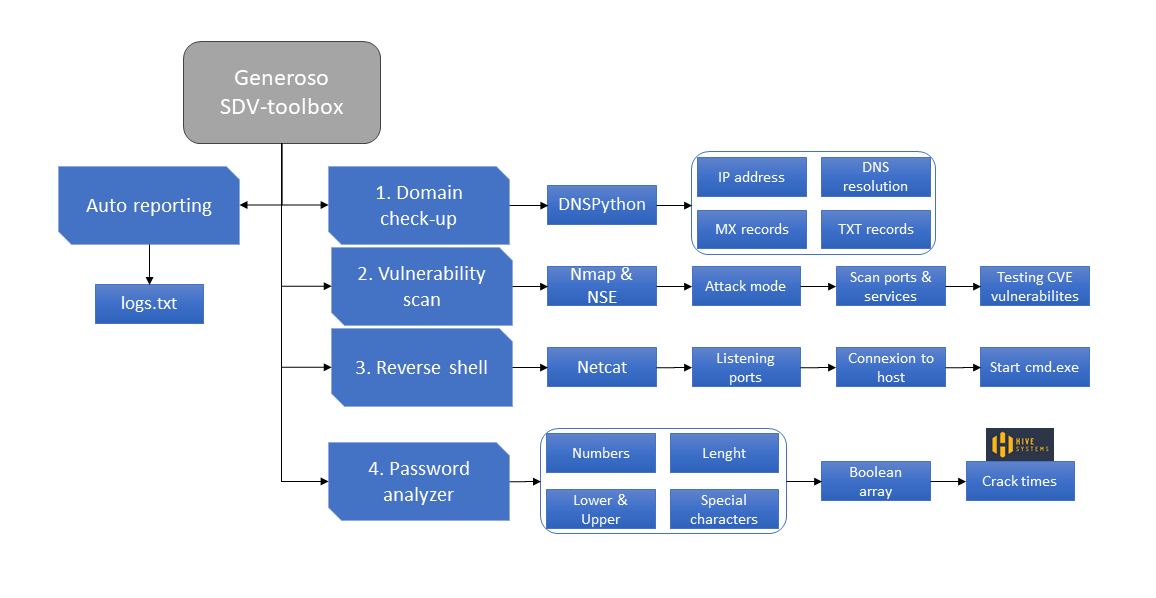 Generoso
SDV-toolbox
Auto reporting
logs.txt
1. Domain
check-up
DNSPython
IP address
DNS
resolution
MX records
TXT records
2. Vulnerability
scan
Nmap &
NSE
Attack mode
Scan ports &
services
Testing CVE
vulnerabilites
3. Reverse shell
Netcat
Listening
ports
Connexion to
host
Start cmd.exe
4. Password
analyzer
Numbers
Lenght
Lower &
Upper
Special
characters
Boolean
array
HIVE
SYSTEMS
Crack times